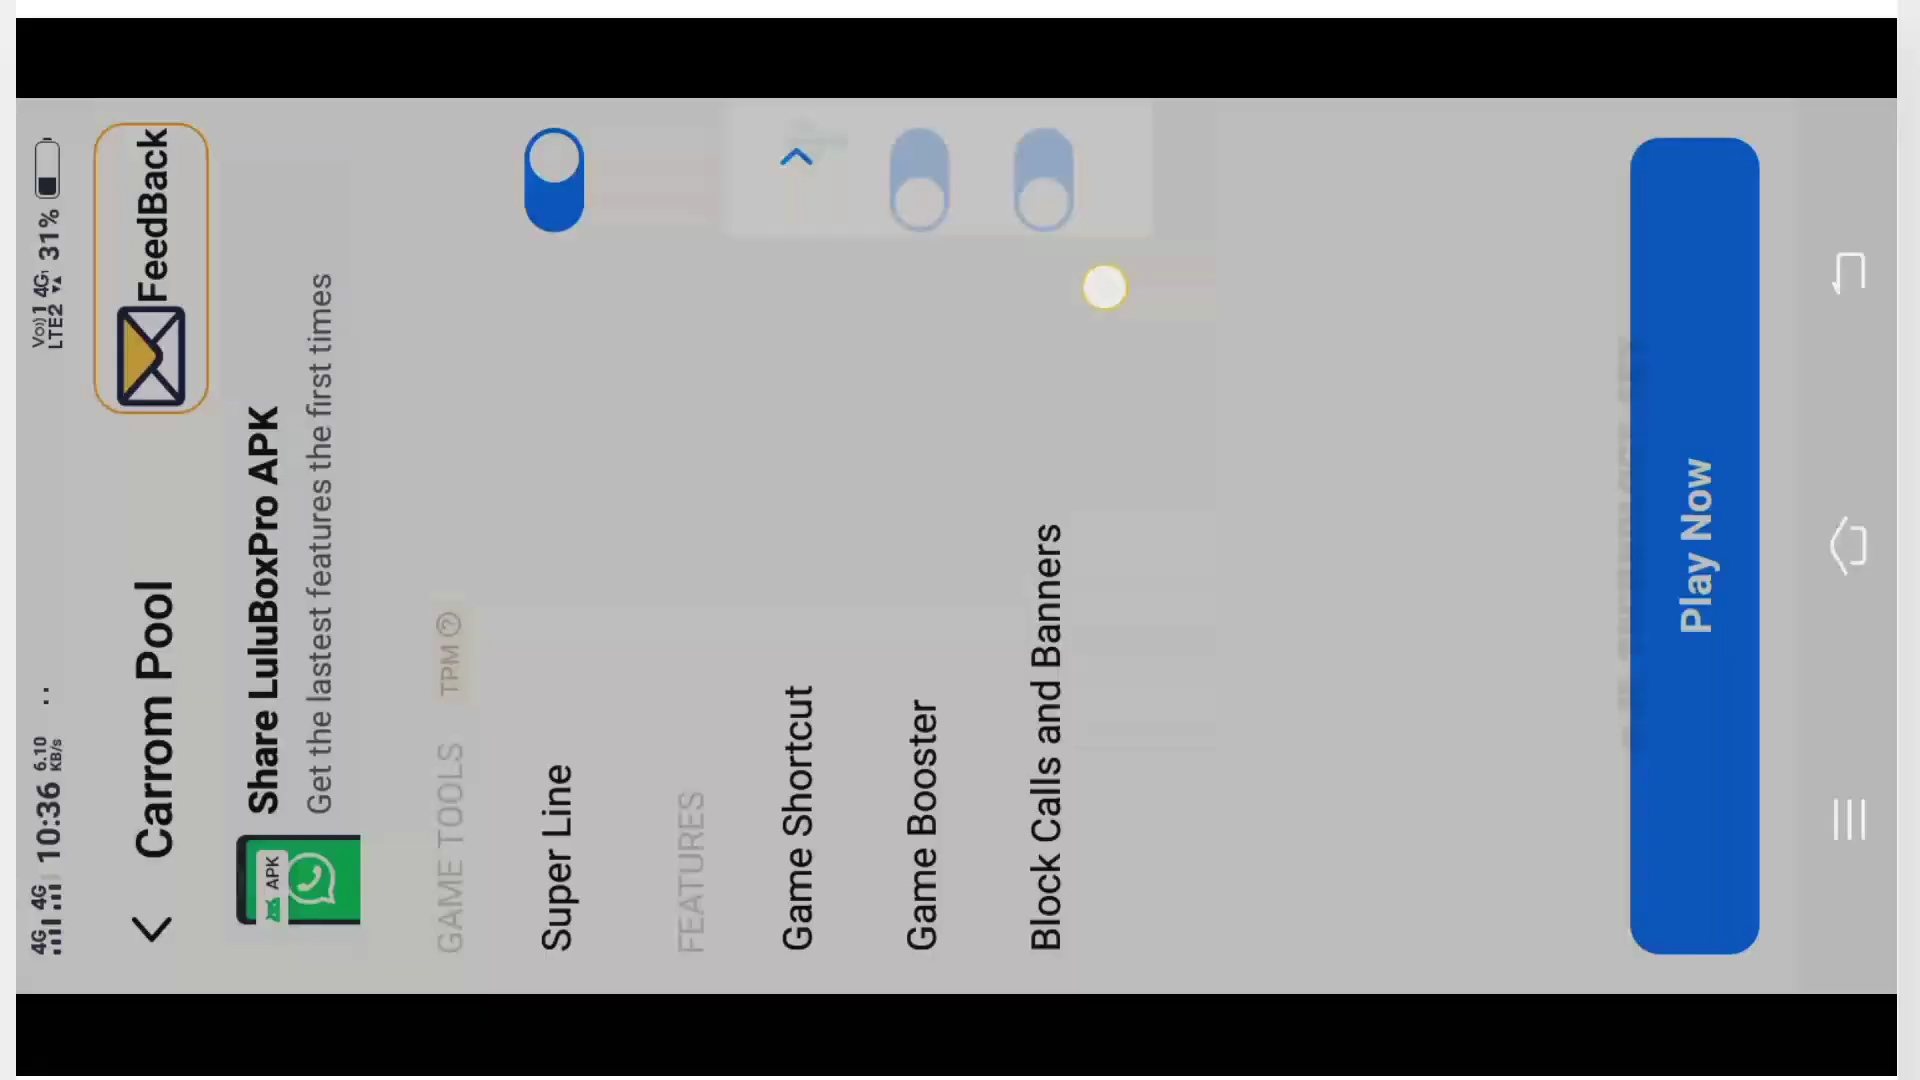 4G 4G 10:36 6.10 KB/s .. Vo)) 1 4G LTE2 31%
Carrom Pool
FeedBack
APK
Share LuluBoxPro APK
Get the lastest features the first times
GAME TOOLS TPM ?
Super Line
FEATURES
Game Shortcut
Game Booster
Block Calls and Banners
Play Now